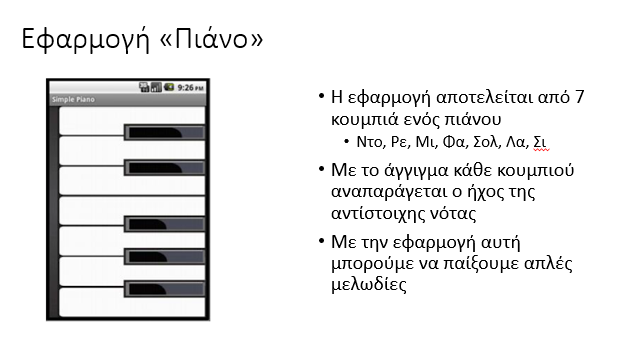 Εφαρμογή «Πιάνο»
9:26 PM
Simple Piano
• Η εφαρμογή αποτελείται από 7
κουμπιά ενός πιάνου
• Ντο, Ρε, Μι, Φα, Σολ, Λα, Σι
• Με το άγγιγμα κάθε κουμπιού
αναπαράγεται ο ήχος της
αντίστοιχης νότας
• Με την εφαρμογή αυτή
μπορούμε να παίξουμε απλές
μελωδίες